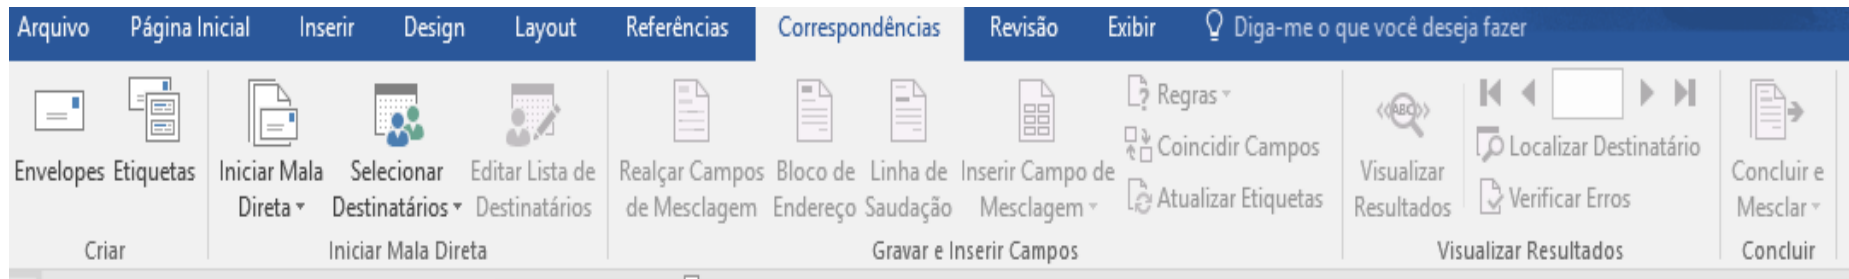 Arquivo Página Inicial Inserir Design Layout Referências Correspondências Revisão Exibir Diga-me o que você deseja fazer
Envelopes
Etiquetas
Criar
Iniciar Mala
Direta
Selecionar
Destinatários
Editar Lista de
Destinatários
Iniciar Mala Direta
Realçar Campos
de Mesclagem
Bloco de
Endereço
Linha de
Saudação
Inserir Campo de
Mesclagem
Regras
Coincidir Campos
Atualizar Etiquetas
Gravar e Inserir Campos
ABC
Visualizar
Resultados
Localizar Destinatário
Verificar Erros
Visualizar Resultados
Concluir e
Mesclar
Concluir